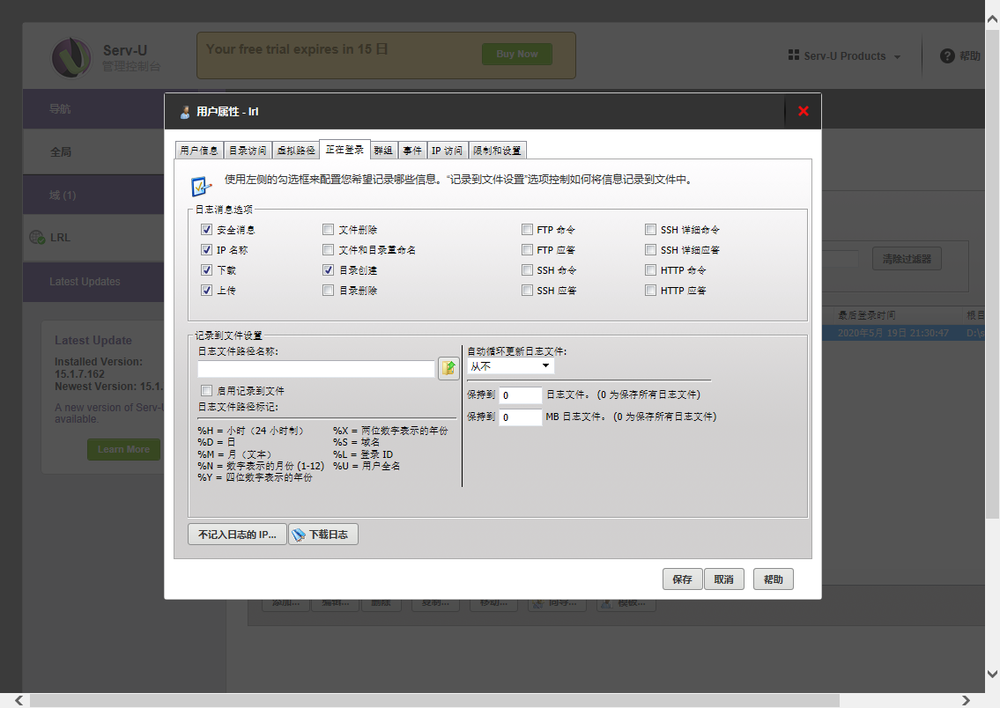 Serv-U
管理控制台
Your free trial expires in 15 日
Buy Now
Serv-U Products
帮助
导航
全局
域 (1)
LRL
Latest Updates
Latest Update
Installed Version:
15.1.7.162
Newest Version: 15.1.
A new version of Serv-U
available.
Learn More
清除过滤器
最后登录时间
根目
2020年5月 19日 21:30:47
D:\s
用户属性 - lrl
用户信息
目录访问
虚拟路径
正在登录
群组
事件
IP 访问
限制和设置
使用左侧的勾选框来配置您希望记录哪些信息。“记录到文件设置”选项控制如何将信息记录到文件中。
日志消息选项
安全消息
文件删除
FTP 命令
SSH 详细命令
IP 名称
文件和目录重命名
FTP 应答
SSH 详细应答
下载
目录创建
SSH 命令
HTTP 命令
上传
目录删除
SSH 应答
HTTP 应答
记录到文件设置
日志文件路径名称:
启用记录到文件
日志文件路径标记:
%H = 小时（24 小时制）
%X = 两位数字表示的年份
%D = 日
%S = 域名
%M = 月（文本）
%L = 登录 ID
%N = 数字表示的月份 (1-12)
%U = 用户全名
%Y = 四位数字表示的年份
自动循环更新日志文件:
从不
保持到 0 日志文件。 (0 为保存所有日志文件)
保持到 0 MB 日志文件。 (0 为保存所有日志文件)
不记入日志的 IP...
下载日志
保存
取消
帮助
添加...
编辑...
删除
复制...
移动...
向导...
模板...